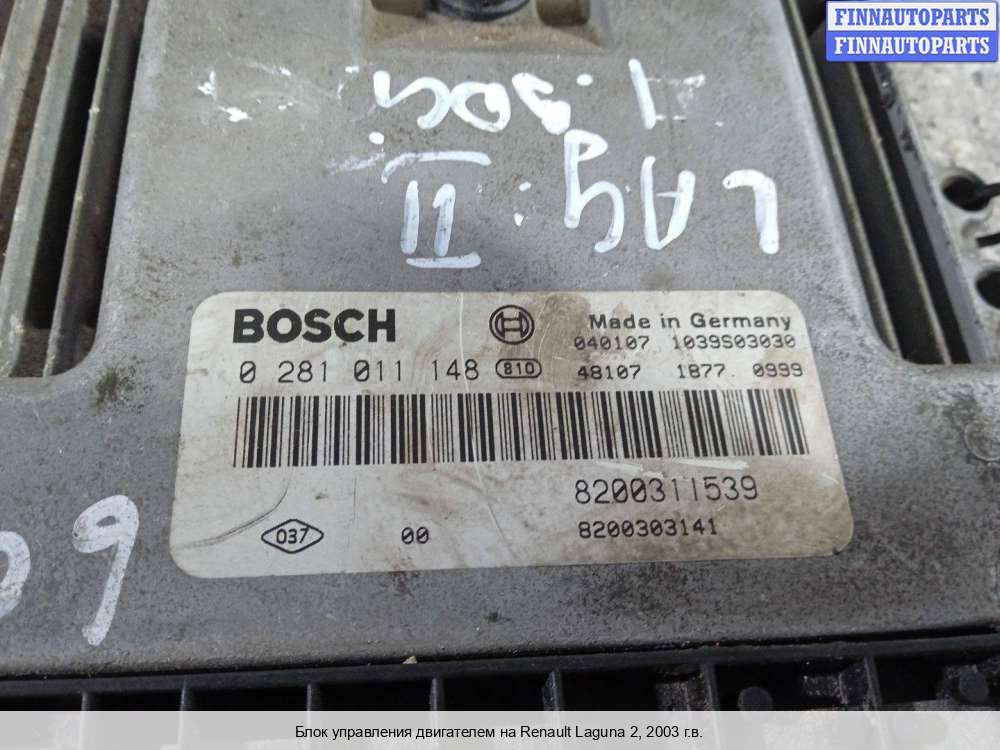 FINNAUTOPARTS
FINNAUTOPARTS
1.9DCi
LAG: II
BOSCH
Made in Germany
040107 1039S03030
0 281 011 148 810
48107 1877. 0999
8200311539
037 00
8200303141
Блок управления двигателем на Renault Laguna 2, 2003 г.в.